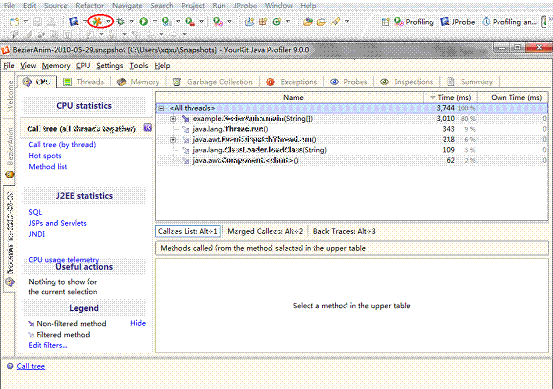 File Edit Source Refactor Navigate Search Project Run JProbe Window Help
Profiling JProbe Profiling an...
BezierAnim-2010-05-29.snapshot (C:\Users\xqxu\Snapshots) - YourKit Java Profiler 9.0.0
File View Memory CPU Settings Tools Help
CPU Threads Memory Garbage Collection Exceptions Probes Inspections Summary
Welcome
BezierAnim
CPU statistics
Call tree (all threads together)
Call tree (by thread)
Hot spots
Method list
J2EE statistics
SQL
JSPs and Servlets
JNDI
CPU usage telemetry
Useful actions
Nothing to show for
the current selection
Legend
Non-filtered method Hide
Filtered method
Edit filters...
Name Time (ms) Own Time (ms)
<All threads> 3,744 100 % 0
example.BezierAnim.main(String[]) 3,010 80 % 0
java.lang.Thread.run() 343 9 % 0
java.awt.EventDispatchThread.run() 218 6 % 0
java.lang.ClassLoader.loadClass(String) 109 3 % 0
java.awt.Component.show() 62 2 % 0
Callees List: Alt+1 Merged Callees: Alt+2 Back Traces: Alt+3
Methods called from the method selected in the upper table
Select a method in the upper table
Call tree